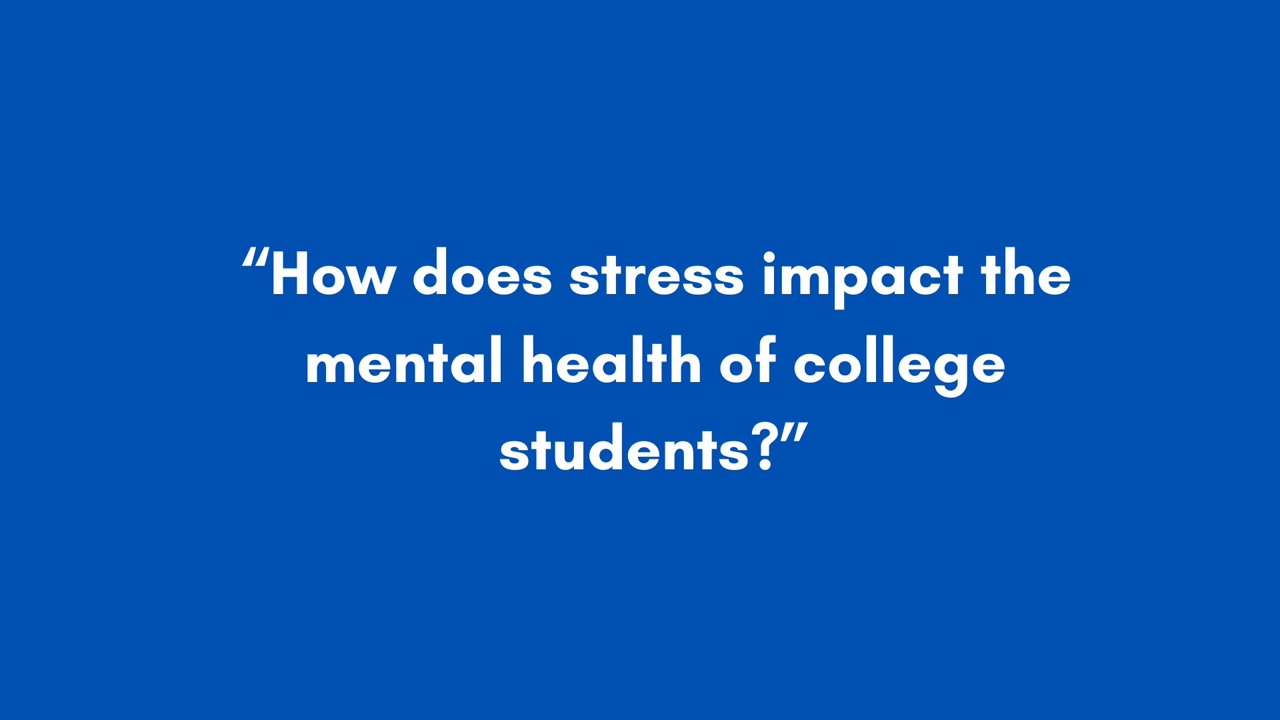 “How does stress impact the
mental health of college
students?”